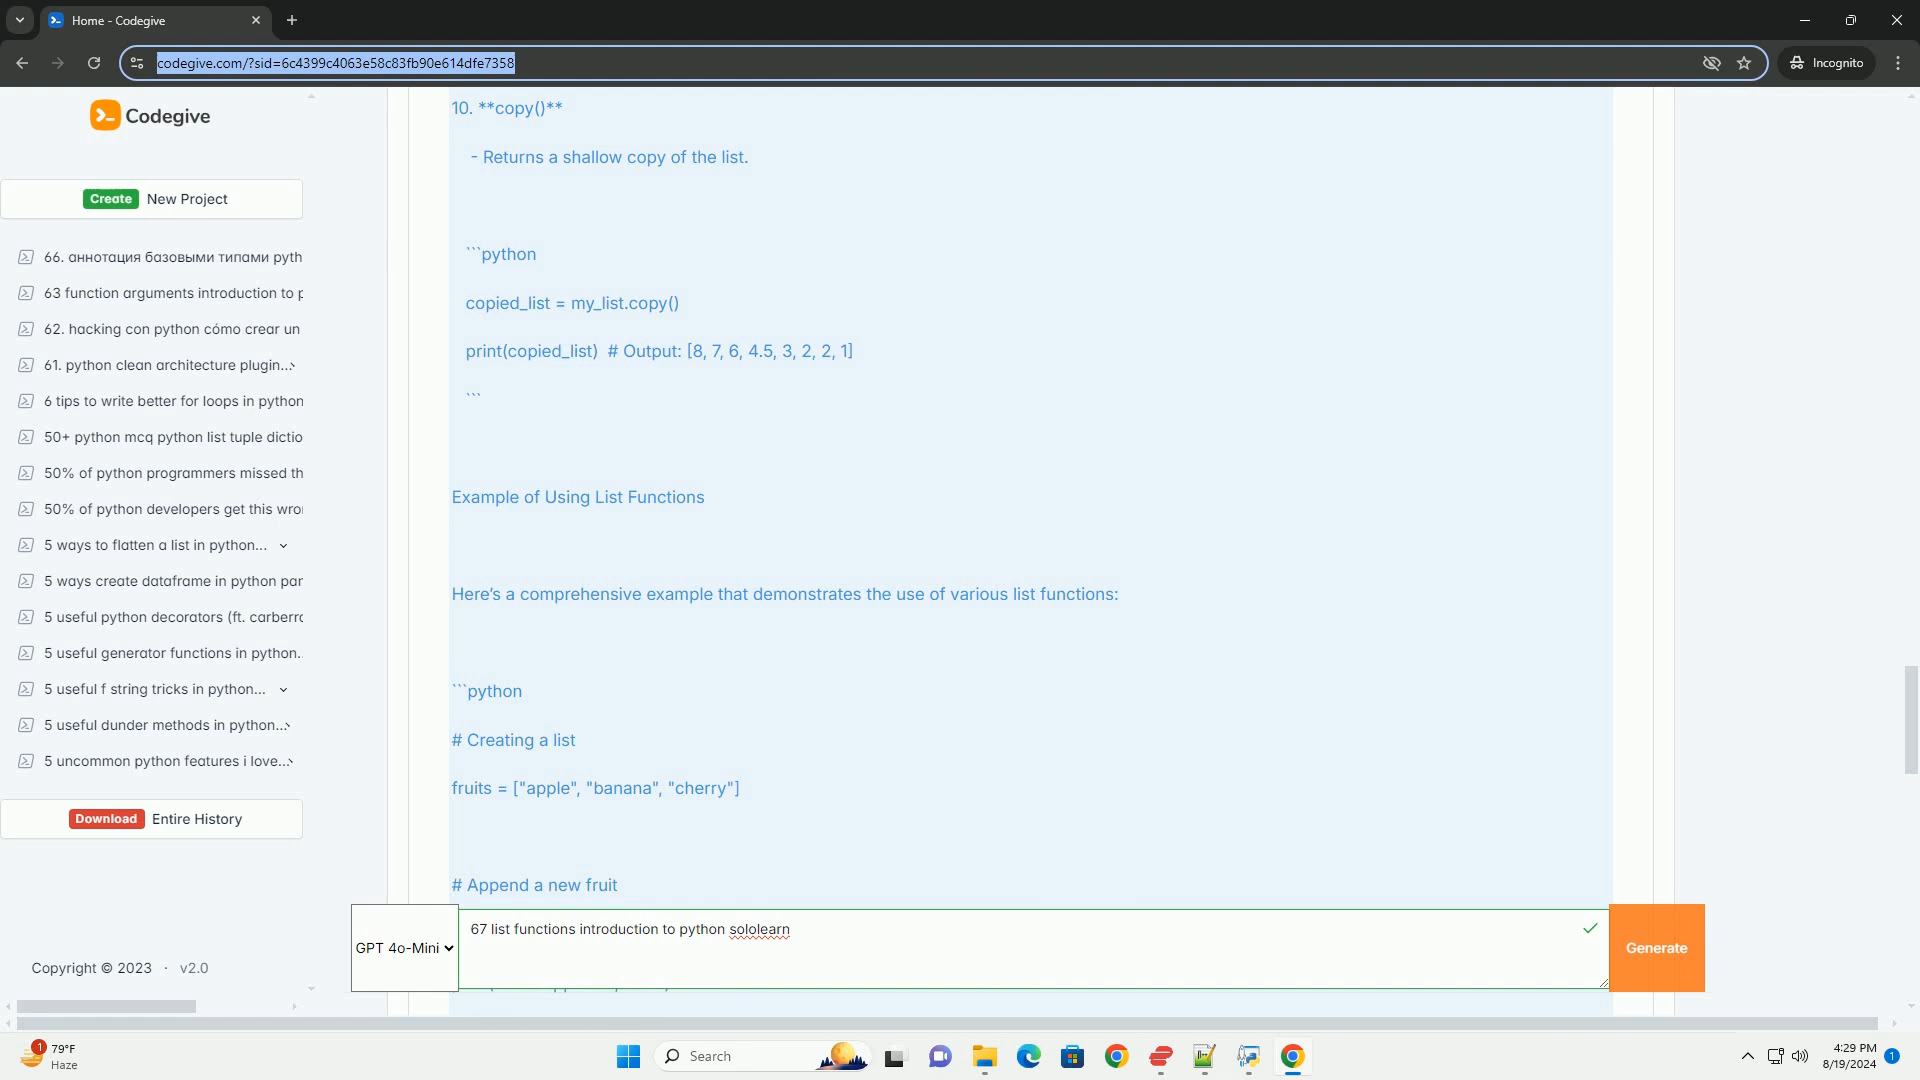 Home - Codegive
codegive.com/?sid=6c4399c4063e58c83fb90e614dfe7358
Incognito
Codegive
Create New Project
66. аннотация базовыми типами pyth
63 function arguments introduction to p
62. hacking con python cómo crear un
61. python clean architecture plugin...
6 tips to write better for loops in python
50+ python mcq python list tuple dictio
50% of python programmers missed th
50% of python developers get this wro
5 ways to flatten a list in python...
5 ways create dataframe in python par
5 useful python decorators (ft. carberra
5 useful generator functions in python..
5 useful f string tricks in python...
5 useful dunder methods in python...
5 uncommon python features i love...
Download Entire History
Copyright © 2023 · v2.0
10. **copy()**
- Returns a shallow copy of the list.
```python
copied_list = my_list.copy()
print(copied_list)  # Output: [8, 7, 6, 4.5, 3, 2, 2, 1]
```
Example of Using List Functions
Here's a comprehensive example that demonstrates the use of various list functions:
```python
# Creating a list
fruits = ["apple", "banana", "cherry"]
# Append a new fruit
GPT 4o-Mini
67 list functions introduction to python sololearn
Generate
1
79°F
Haze
Search
4:29 PM
8/19/2024
1